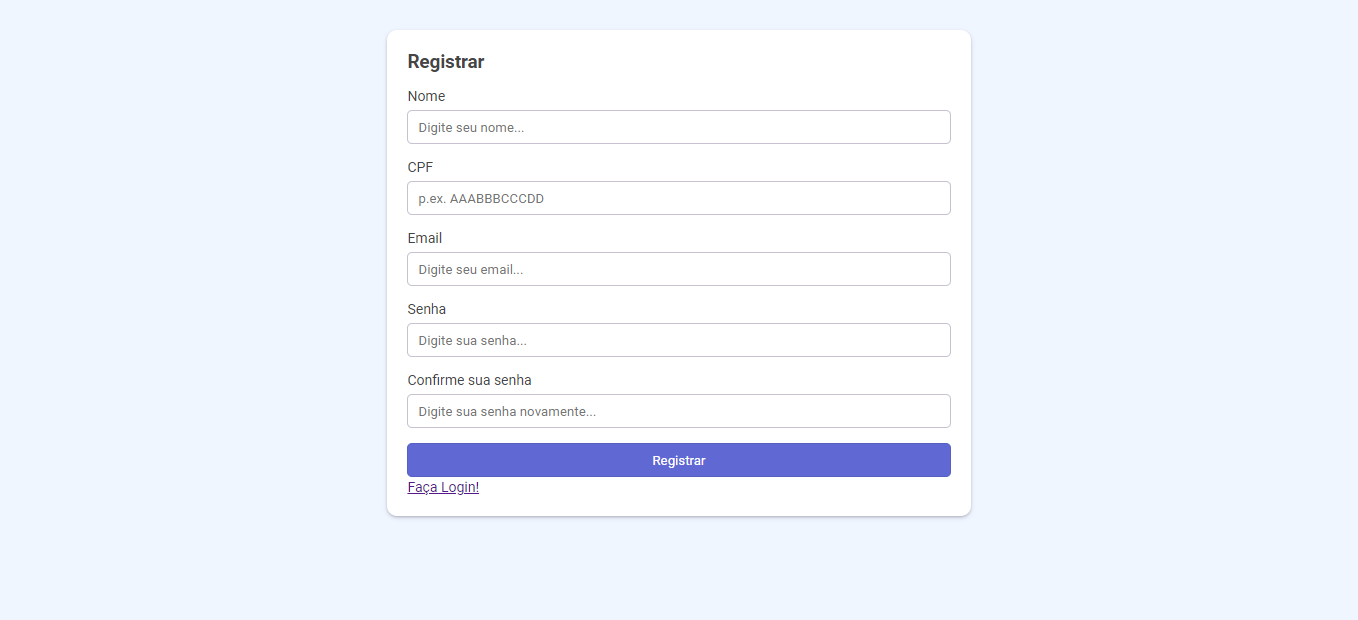 Registrar
Nome
Digite seu nome...
CPF
p.ex. AAABBBCCCDD
Email
Digite seu email...
Senha
Digite sua senha...
Confirme sua senha
Digite sua senha novamente...
Registrar
Faça Login!